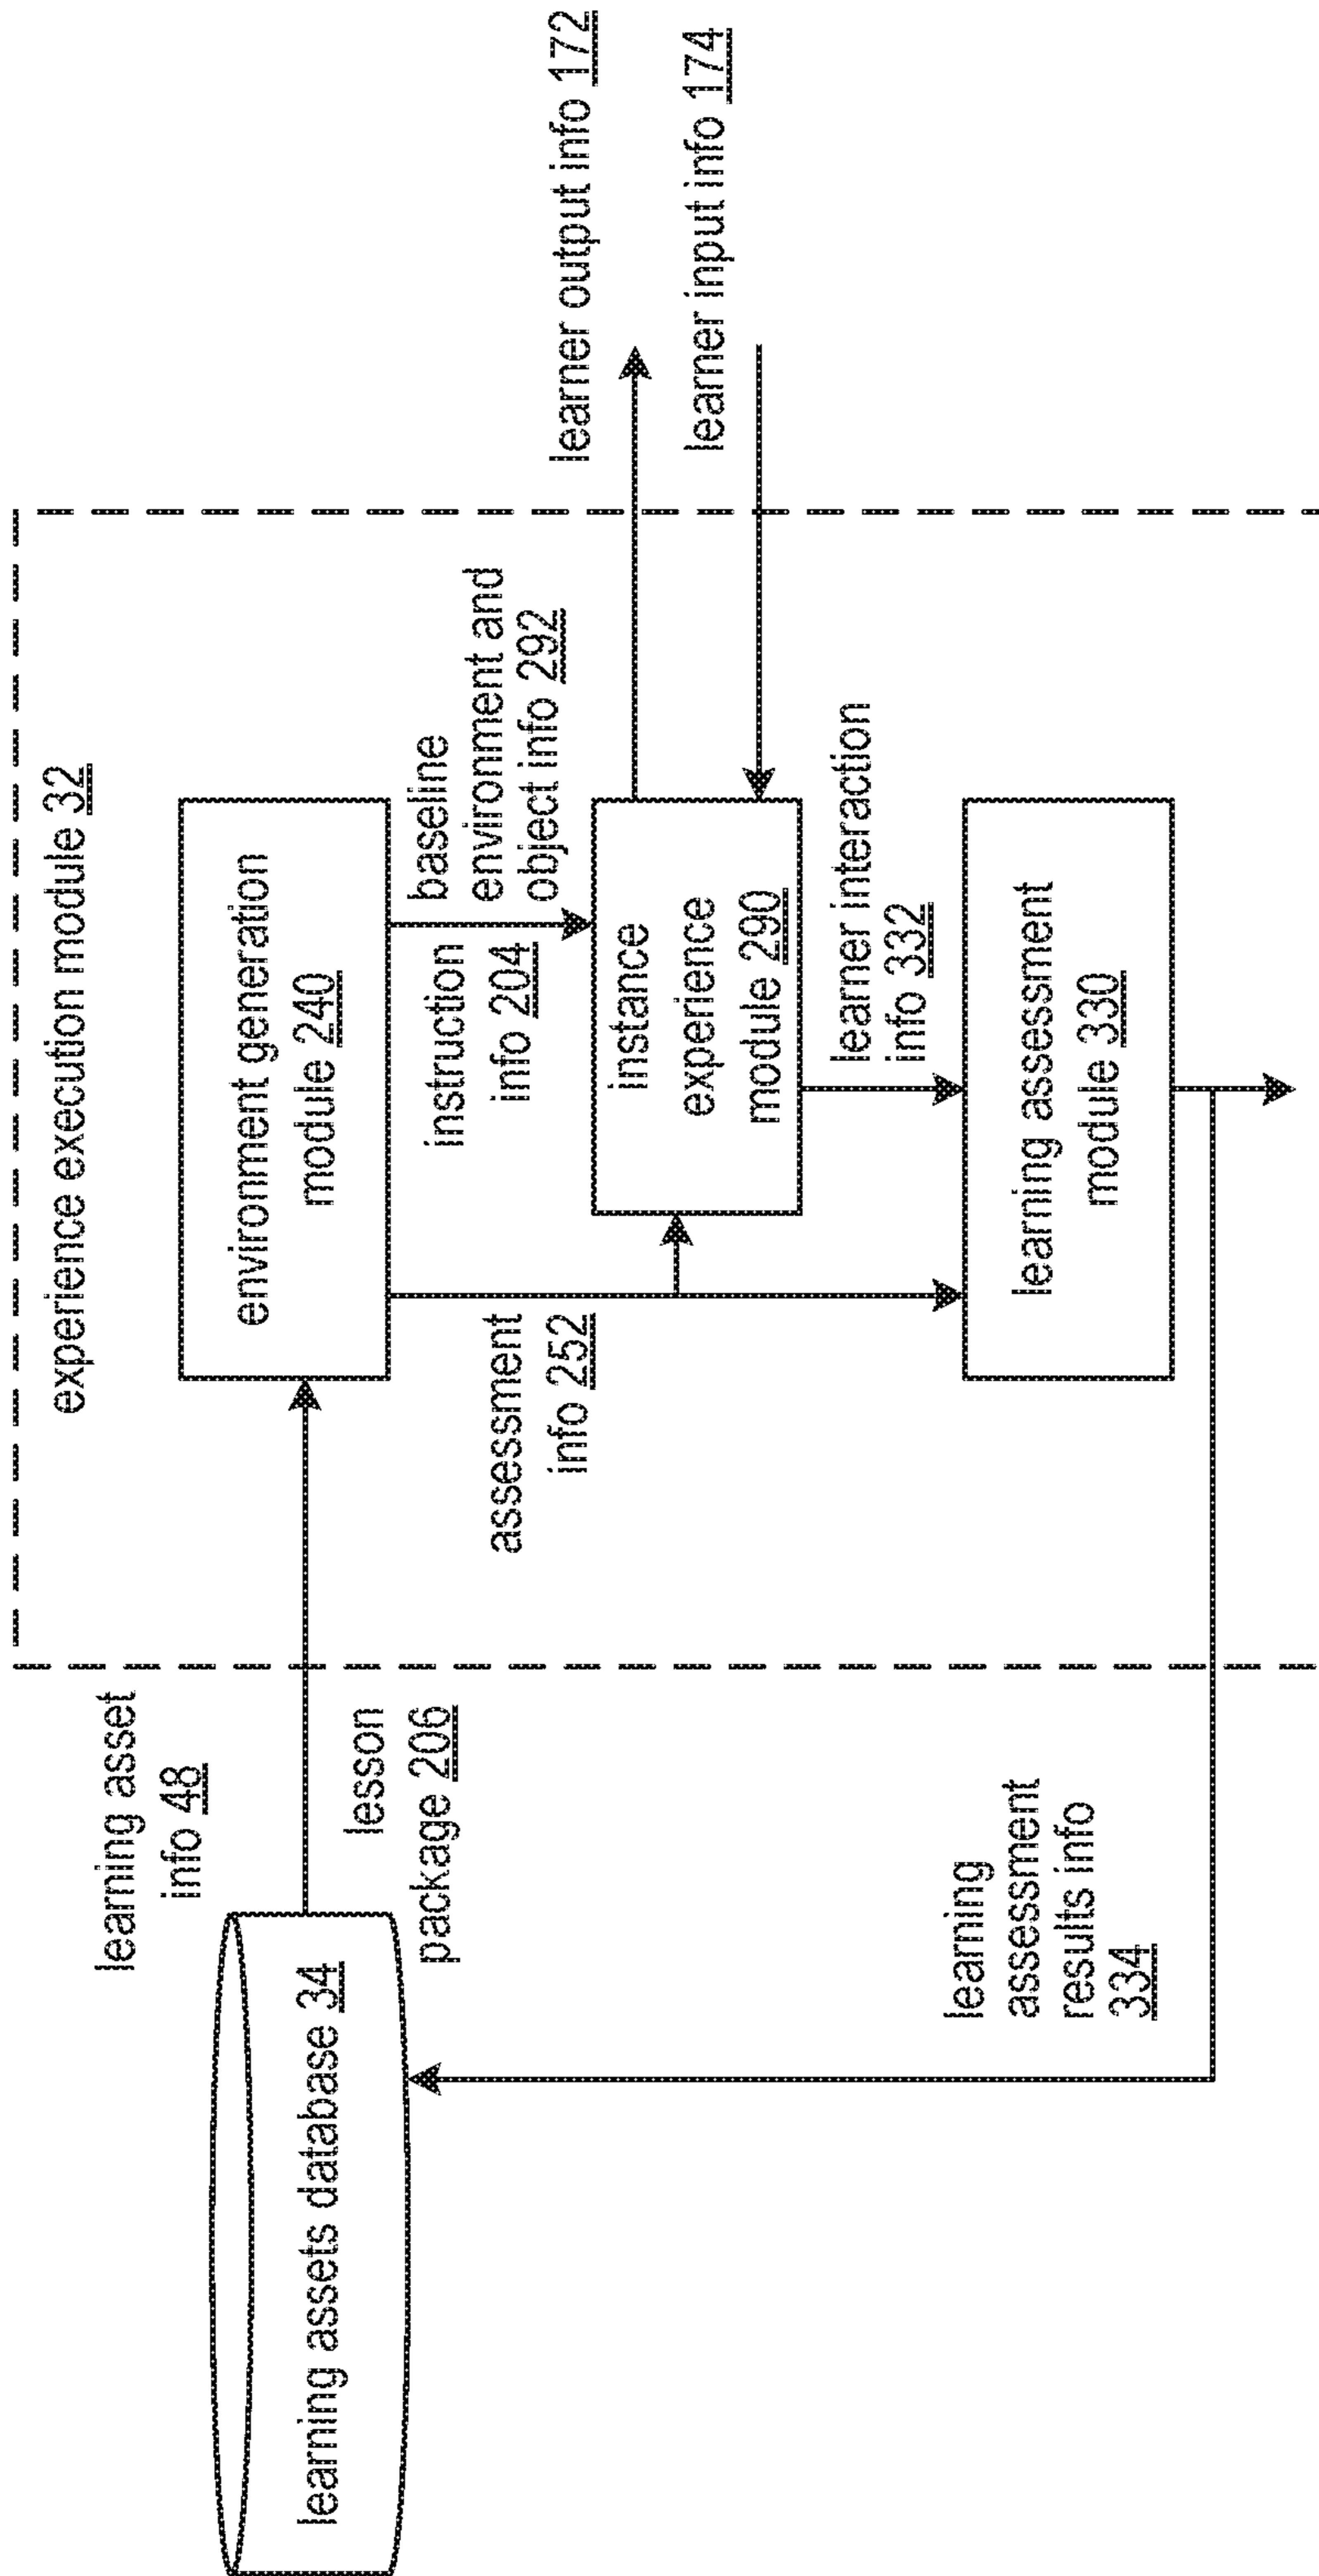 experience execution module 32
learning asset
info 48
learning assets database 34
lesson
package 206
environment generation
module 240
assessment
info 252
instruction
info 204
baseline
environment and
object info 292
instance
experience
module 290
learner output info 172
learner input info 174
learner interaction
info 332
learning assessment
module 330
learning
assessment
results info
334